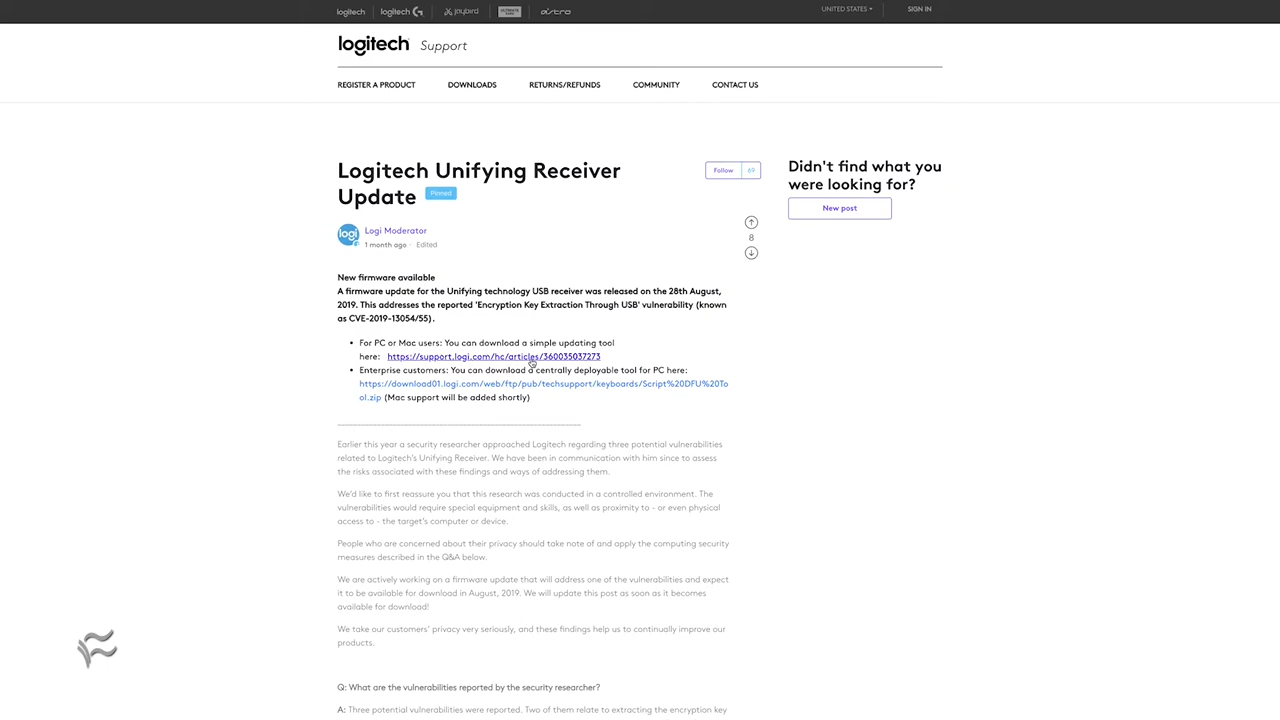 logitech logitech G jaybird ULTIMATE EARS ASTRO UNITED STATES SIGN IN
logitech Support
REGISTER A PRODUCT DOWNLOADS RETURNS/REFUNDS COMMUNITY CONTACT US
Logitech Unifying Receiver
Update Pinned
Follow 69
Didn't find what you
were looking for?
New post
logi Logi Moderator
1 month ago · Edited
8
New firmware available
A firmware update for the Unifying technology USB receiver was released on the 28th August,
2019. This addresses the reported 'Encryption Key Extraction Through USB' vulnerability (known
as CVE-2019-13054/55).
• For PC or Mac users: You can download a simple updating tool
here: https://support.logi.com/hc/articles/360035037273
• Enterprise customers: You can download a centrally deployable tool for PC here:
https://download01.logi.com/web/ftp/pub/techsupport/keyboards/Script%20DFU%20To
ol.zip (Mac support will be added shortly)
Earlier this year a security researcher approached Logitech regarding three potential vulnerabilities
related to Logitech's Unifying Receiver. We have been in communication with him since to assess
the risks associated with these findings and ways of addressing them.
We'd like to first reassure you that this research was conducted in a controlled environment. The
vulnerabilities would require special equipment and skills, as well as proximity to - or even physical
access to - the target's computer or device.
People who are concerned about their privacy should take note of and apply the computing security
measures described in the Q&A below.
We are actively working on a firmware update that will address one of the vulnerabilities and expect
it to be available for download in August, 2019. We will update this post as soon as it becomes
available for download!
We take our customers' privacy very seriously, and these findings help us to continually improve our
products.
Q: What are the vulnerabilities reported by the security researcher?
A: Three potential vulnerabilities were reported. Two of them relate to extracting the encryption key